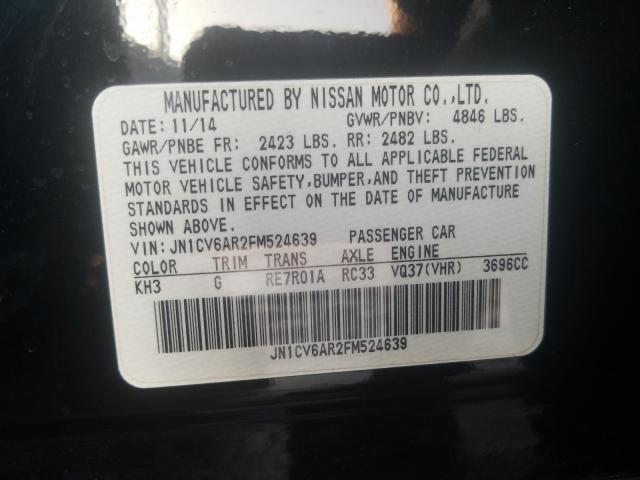 MANUFACTURED BY NISSAN MOTOR CO.,LTD.
DATE: 11/14 GVWR/PNBV: 4846 LBS.
GAWR/PNBE FR: 2423 LBS. RR: 2482 LBS.
THIS VEHICLE CONFORMS TO ALL APPLICABLE FEDERAL
MOTOR VEHICLE SAFETY,BUMPER,AND THEFT PREVENTION
STANDARDS IN EFFECT ON THE DATE OF MANUFACTURE
SHOWN ABOVE.
VIN: JN1CV6AR2FM524639 PASSENGER CAR
COLOR TRIM TRANS AXLE ENGINE
KH3 G RE7R01A RC33 VQ37(VHR) 3696CC
JN1CV6AR2FM524639